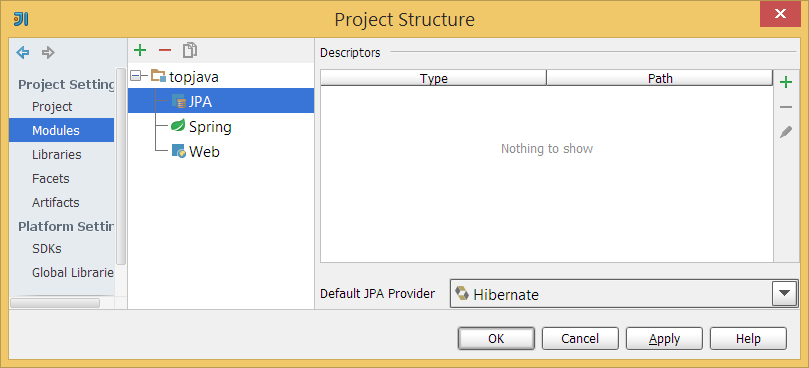 Project Structure
Project Setting
Project
Modules
Libraries
Facets
Artifacts
Platform Settin
SDKs
Global Librarie
topjava
JPA
Spring
Web
Descriptors
Type Path
Nothing to show
Default JPA Provider Hibernate
OK Cancel Apply Help